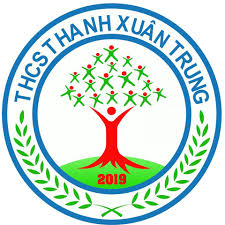 THCS THANH XUÂN TRUNG
2019